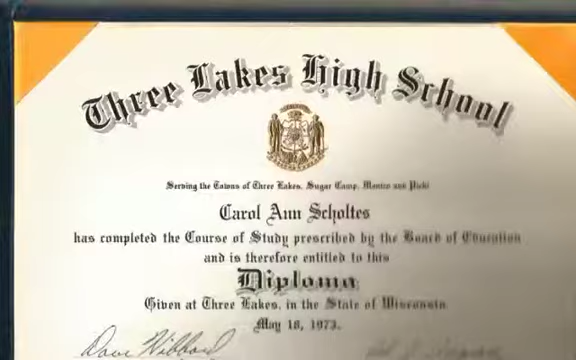 Three Lakes High School
Serving the Towns of Three Lakes, Sugar Camp, Monico and Piehl
Carol Ann Scholtes
has completed the Course of Study prescribed by the Board of Education
and is therefore entitled to this
Diploma
Given at Three Lakes, in the State of Wisconsin
May 18, 1973.
Dave Hibbard